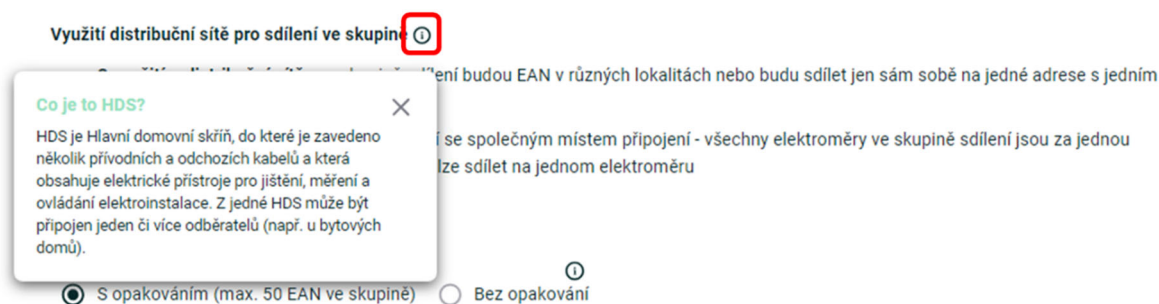 Využití distribuční sítě pro sdílení ve skupině
sdílení budou EAN v různých lokalitách nebo budu sdílet jen sám sobě na jedné adrese s jedním
Co je to HDS?
HDS je Hlavní domovní skříň, do které je zavedeno
několik přívodních a odchozích kabelů a která
obsahuje elektrické přístroje pro jištění, měření a
ovládání elektroinstalace. Z jedné HDS může být
připojen jeden či více odběratelů (např. u bytových
domů).
se společným místem připojení - všechny elektroměry ve skupině sdílení jsou za jednou
lze sdílet na jednom elektroměru
S opakováním (max. 50 EAN ve skupině)
Bez opakování